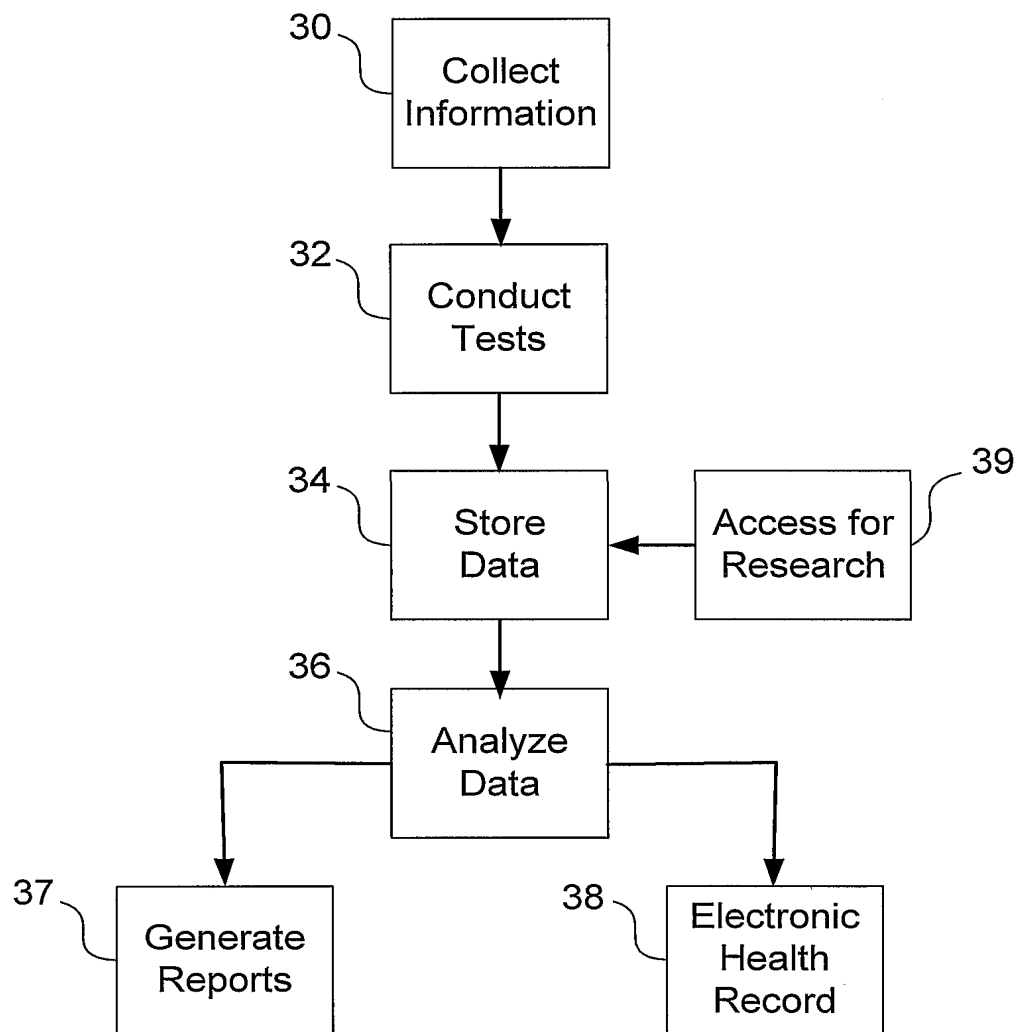 30
Collect
Information
32
Conduct
Tests
34
Store
Data
39
Access for
Research
36
Analyze
Data
37
Generate
Reports
38
Electronic
Health
Record